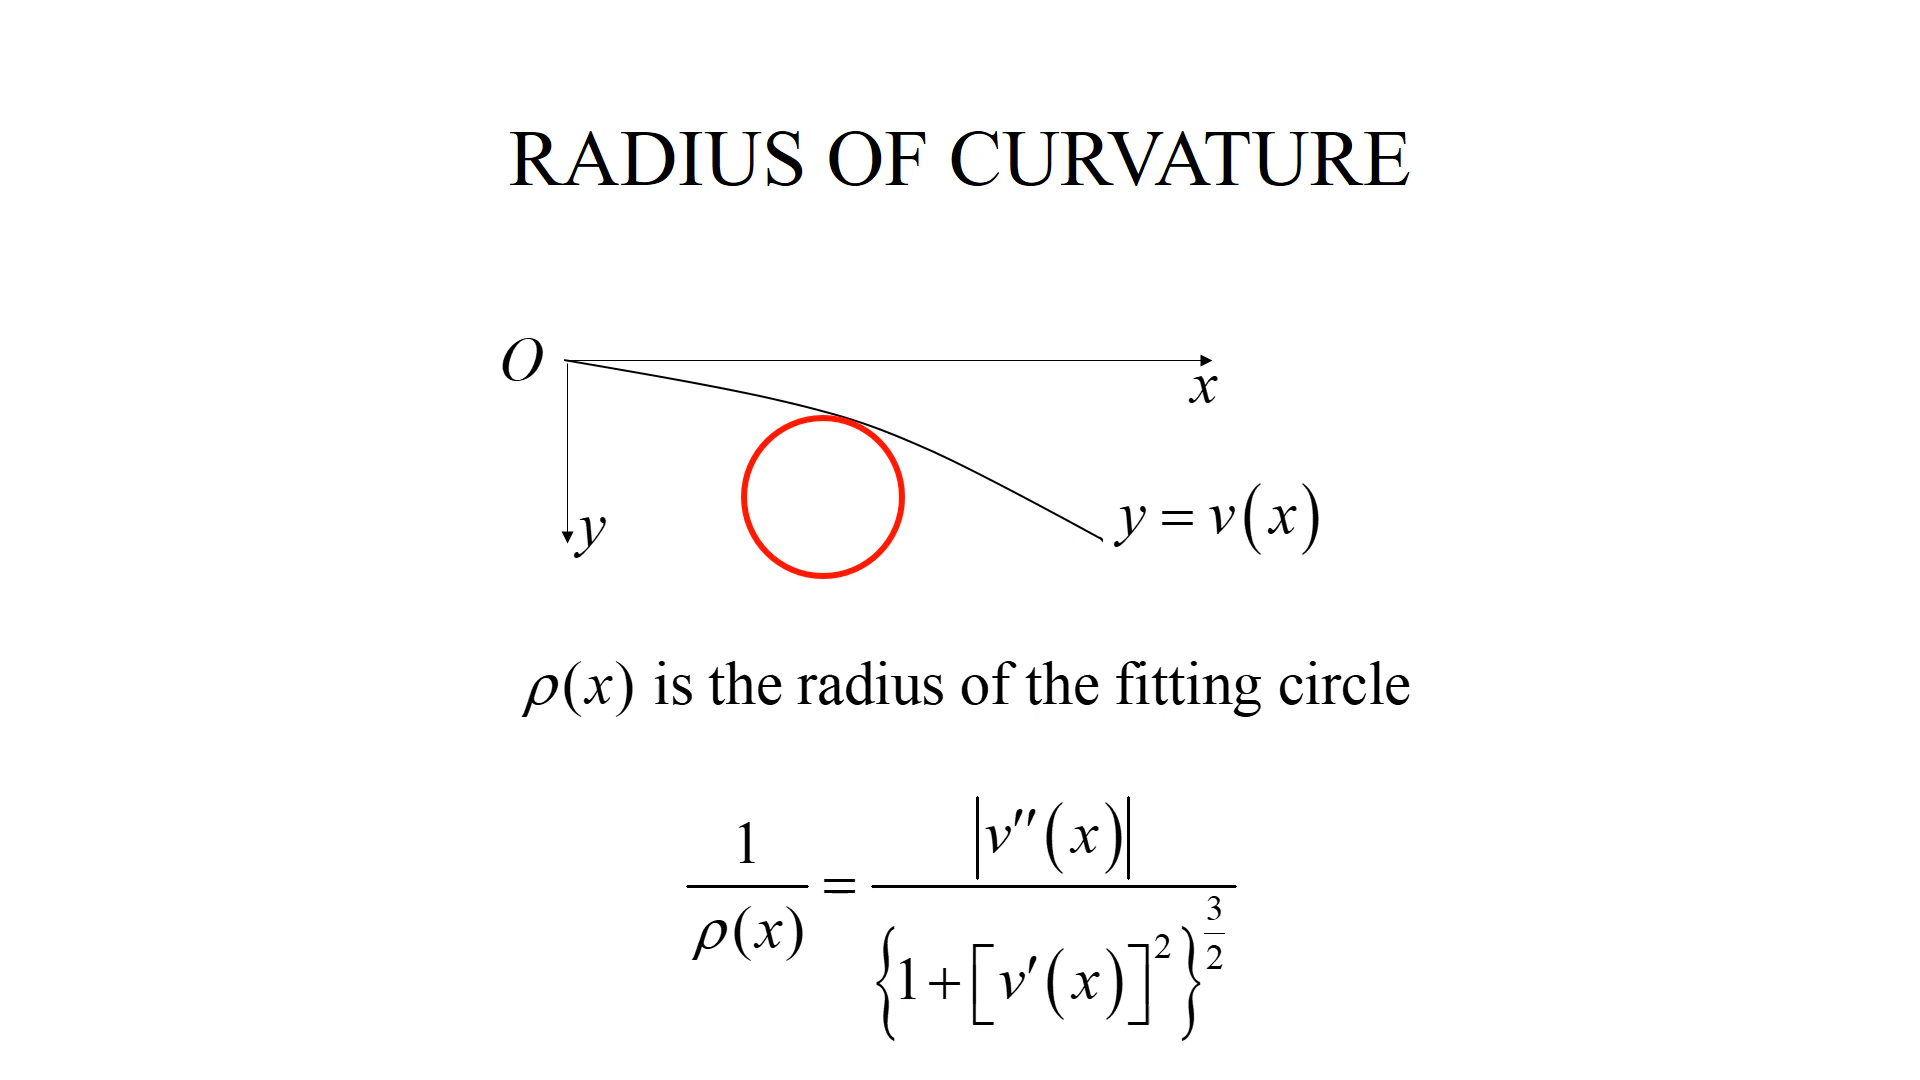 RADIUS OF CURVATURE
O
x
y
y = v(x)
ρ(x) is the radius of the fitting circle
1/ρ(x) = |v″(x)| / {1+[v′(x)]²}^(3/2)